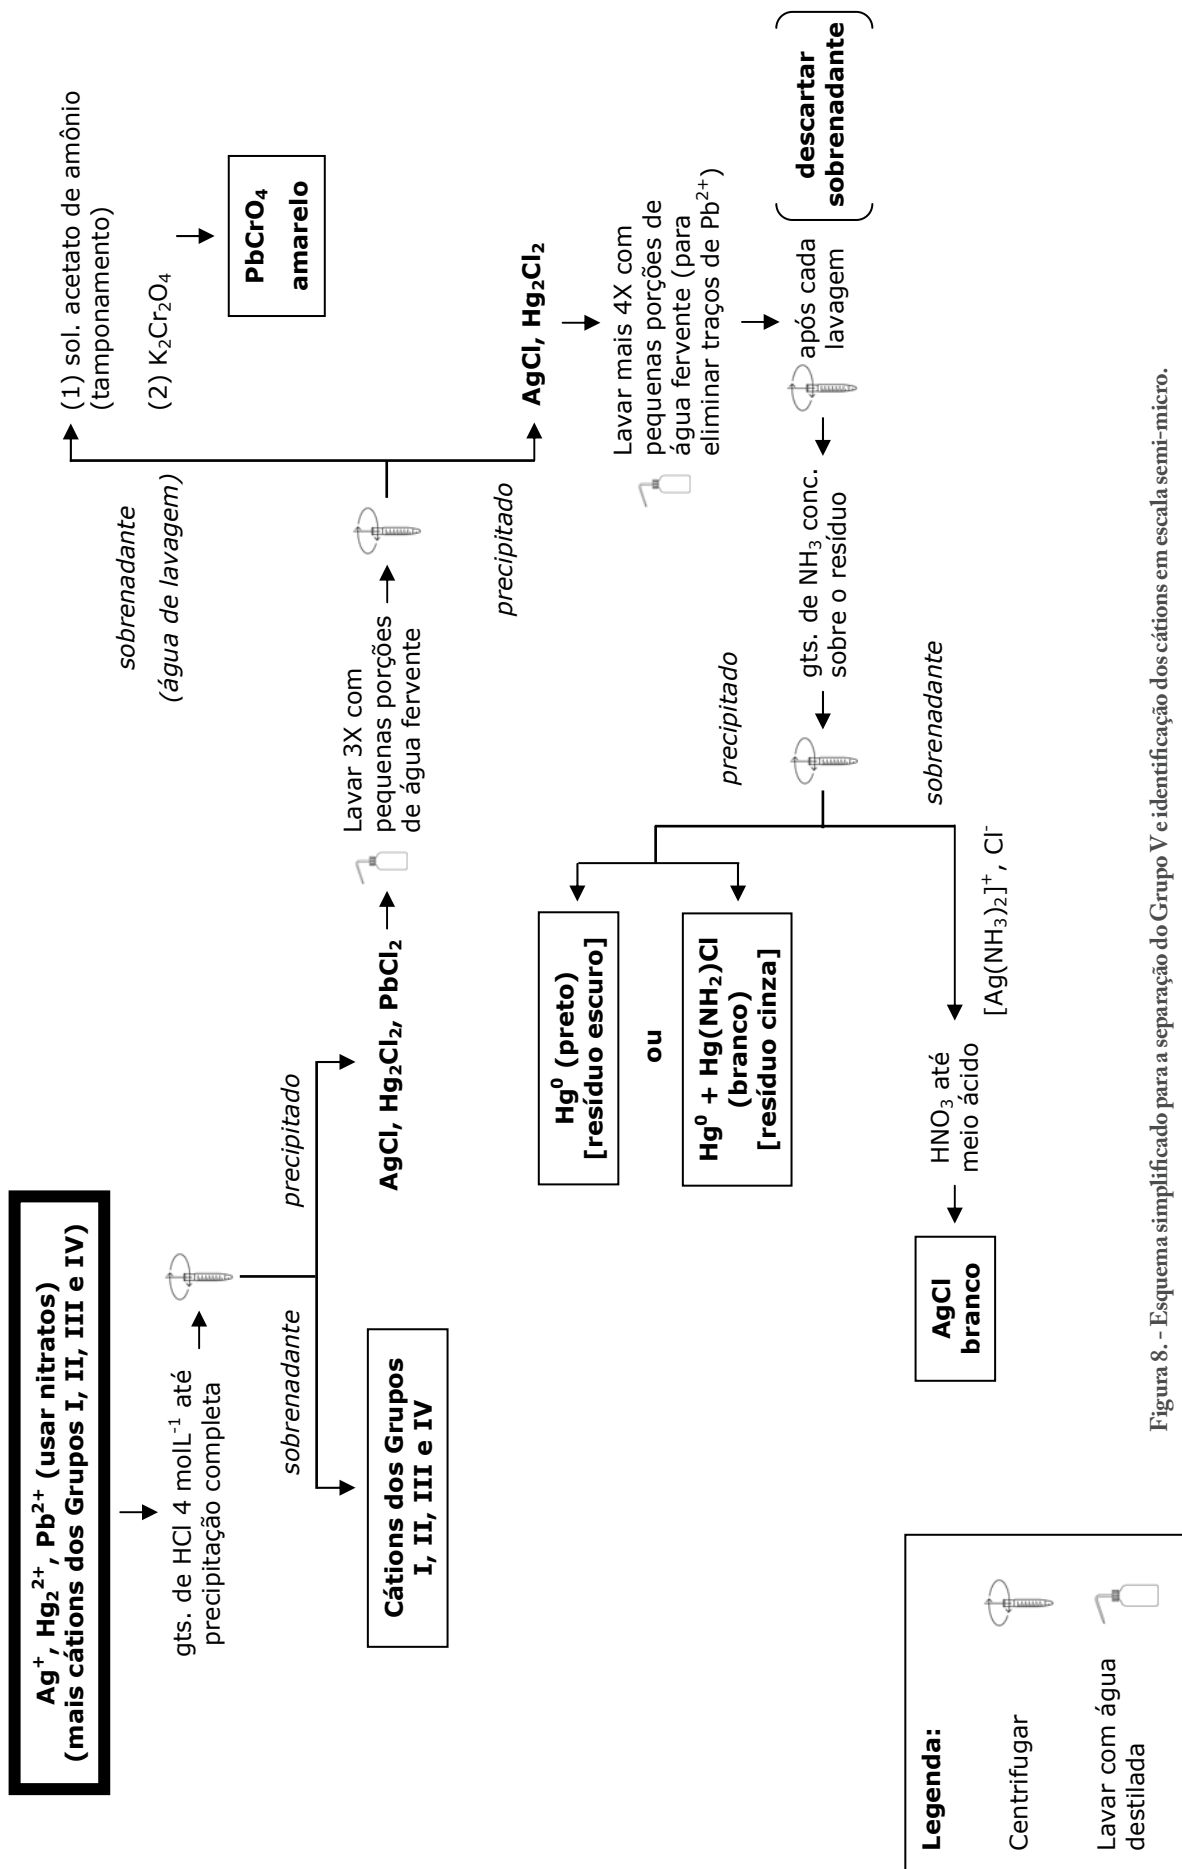 Ag⁺, Hg₂²⁺, Pb²⁺ (usar nitratos)
(mais cátions dos Grupos I, II, III e IV)
gts. de HCl 4 molL⁻¹ até
precipitação completa
sobrenadante
precipitado
Cátions dos Grupos
I, II, III e IV
AgCl, Hg₂Cl₂, PbCl₂
Lavar 3X com
pequenas porções
de água fervente
sobrenadante
(água de lavagem)
precipitado
(1) sol. acetato de amônio
(tamponamento)
(2) K₂Cr₂O₄
PbCrO₄
amarelo
AgCl, Hg₂Cl₂
Lavar mais 4X com
pequenas porções de
água fervente (para
eliminar traços de Pb²⁺)
após cada
lavagem
descartar
sobrenadante
gts. de NH₃ conc.
sobre o resíduo
precipitado
sobrenadante
Hg⁰ (preto)
[resíduo escuro]
ou
Hg⁰ + Hg(NH₂)Cl
(branco)
[resíduo cinza]
[Ag(NH₃)₂]⁺, Cl⁻
HNO₃ até
meio ácido
AgCl
branco
Legenda:
Centrifugar
Lavar com água
destilada
Figura 8. - Esquema simplificado para a separação do Grupo V e identificação dos cátions em escala semi-micro.